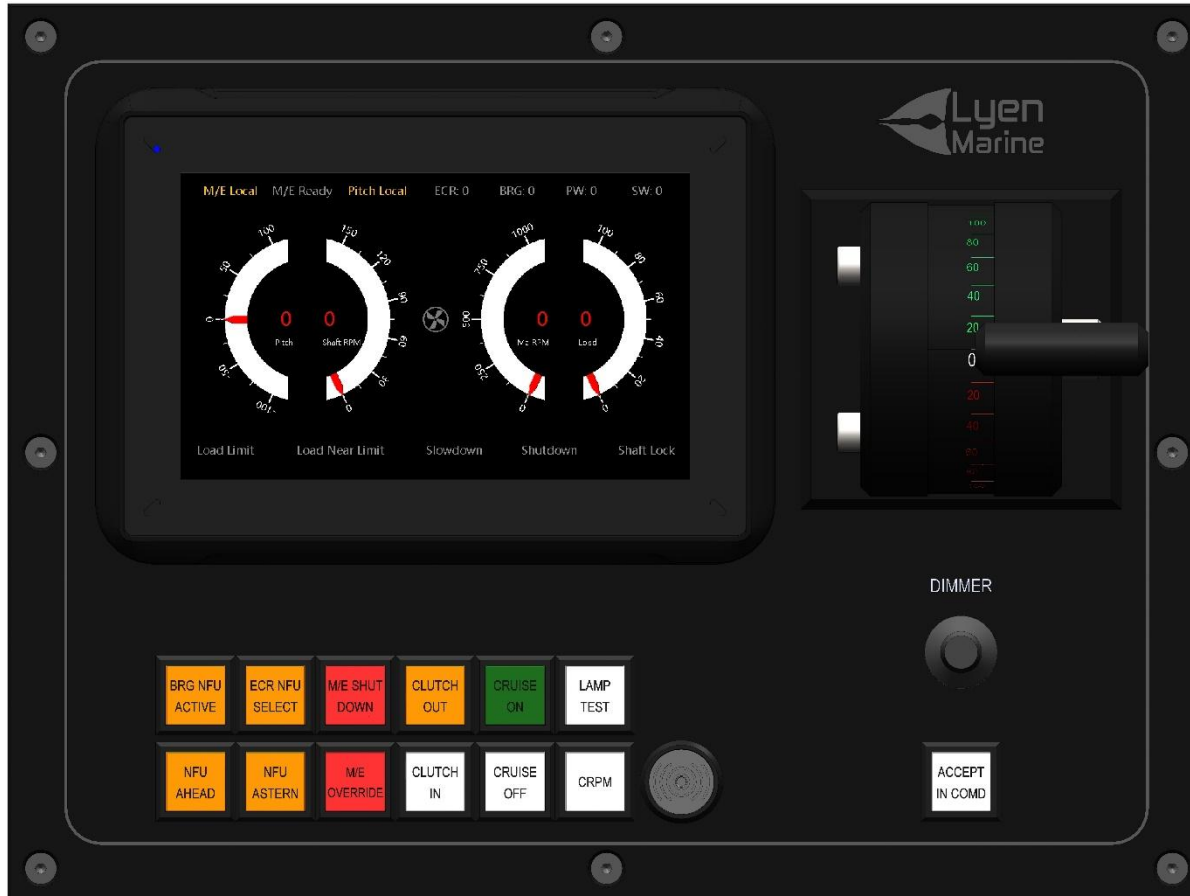 Lyen
Marine
M/E Local M/E Ready Pitch Local ECR: 0 BRG: 0 PW: 0 SW: 0
100 50 0 -50 -100
0
Pitch
150 120 90 60 30 0
0
Shaft RPM
1000 750 500 250 0
0
Me RPM
100 80 60 40 20 0
0
Load
Load Limit Load Near Limit Slowdown Shutdown Shaft Lock
100
80
60
40
20
0
20
40
60
80
100
DIMMER
BRG NFU
ACTIVE
ECR NFU
SELECT
M/E SHUT
DOWN
CLUTCH
OUT
CRUISE
ON
LAMP
TEST
NFU
AHEAD
NFU
ASTERN
M/E
OVERRIDE
CLUTCH
IN
CRUISE
OFF
CRPM
ACCEPT
IN COMD